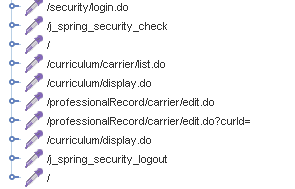 /security/login.do
/j_spring_security_check
/
/curriculum/carrier/list.do
/curriculum/display.do
/professionalRecord/carrier/edit.do
/professionalRecord/carrier/edit.do?curId=
/curriculum/display.do
/j_spring_security_logout
/